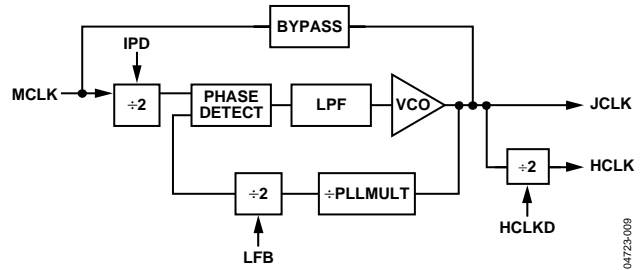 BYPASS
IPD
MCLK
÷2
PHASE
DETECT
LPF
VCO
JCLK
÷2
÷PLLMULT
÷2
HCLK
LFB
HCLKD
04723-009